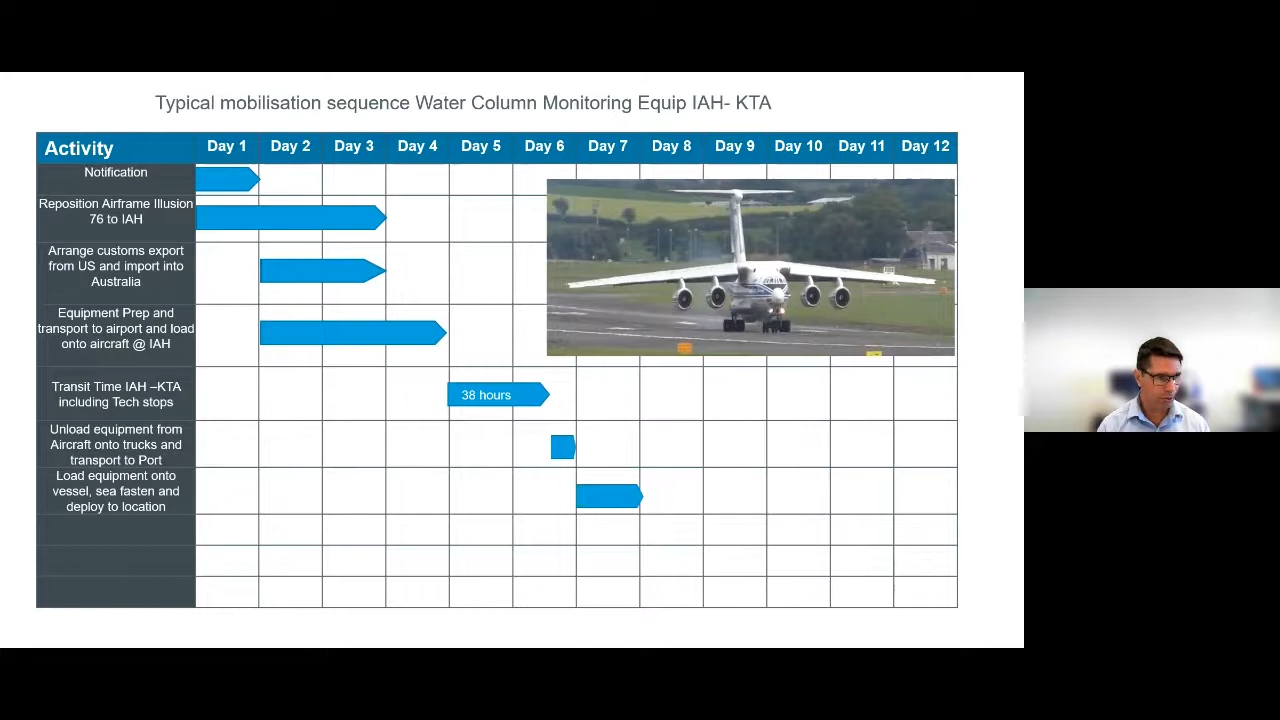 Typical mobilisation sequence Water Column Monitoring Equip IAH- KTA
Activity
Day 1
Day 2
Day 3
Day 4
Day 5
Day 6
Day 7
Day 8
Day 9
Day 10
Day 11
Day 12
Notification
Reposition Airframe Illusion
76 to IAH
Arrange customs export
from US and import into
Australia
Equipment Prep and
transport to airport and load
onto aircraft @ IAH
Transit Time IAH –KTA
including Tech stops
38 hours
Unload equipment from
Aircraft onto trucks and
transport to Port
Load equipment onto
vessel, sea fasten and
deploy to location